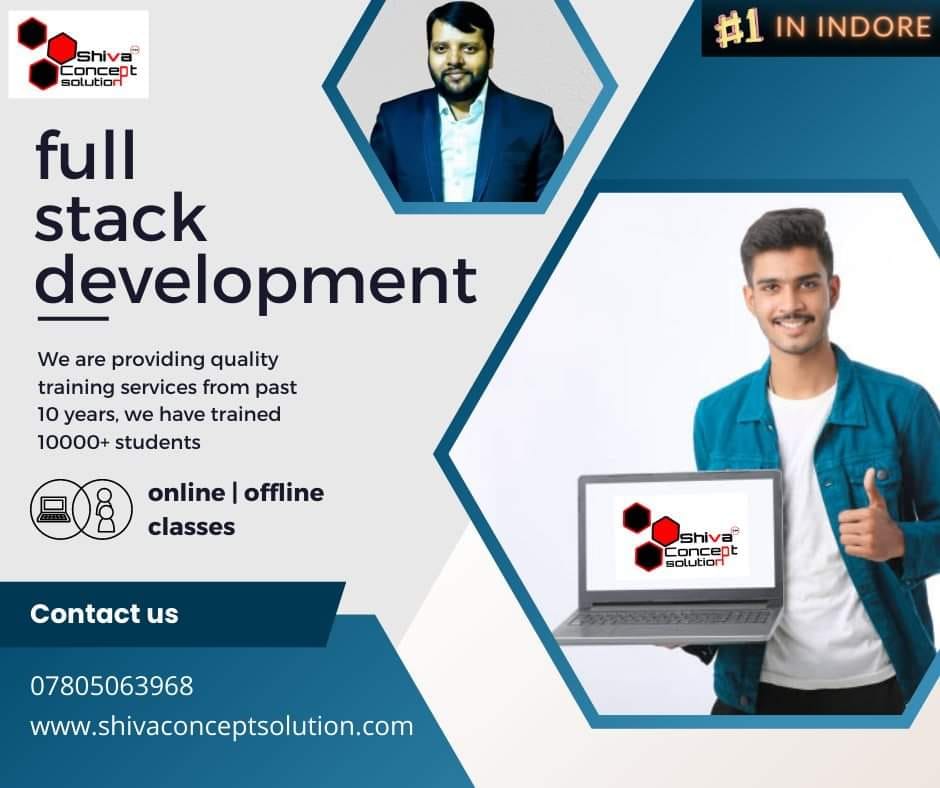 Shiva
Concept
solution
#1 IN INDORE
full
stack
development
We are providing quality
training services from past
10 years, we have trained
10000+ students
online | offline
classes
Shiva
Concept
solution
Contact us
07805063968
www.shivaconceptsolution.com